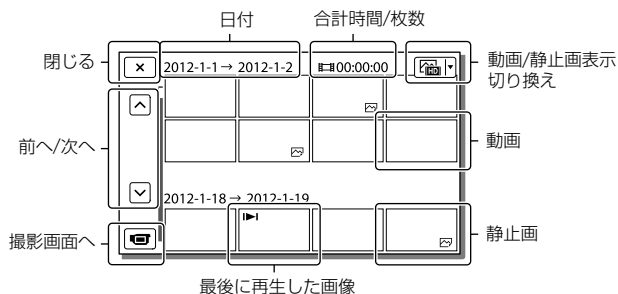 日付
合計時間/枚数
閉じる
2012-1-1→ 2012-1-2
00:00:00
HD
動画/静止画表示
切り換え
前へ/次へ
動画
2012-1-18→ 2012-1-19
撮影画面へ
静止画
最後に再生した画像